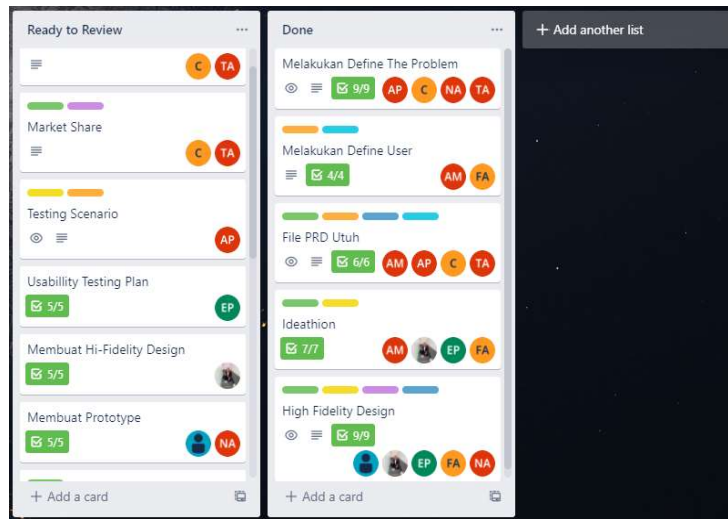 Ready to Review
C TA
Market Share
C TA
Testing Scenario
AP
Usabillity Testing Plan
5/5 EP
Membuat Hi-Fidelity Design
5/5
Membuat Prototype
5/5 NA
+ Add a card
Done
Melakukan Define The Problem
9/9 AP C NA TA
Melakukan Define User
4/4 AM FA
File PRD Utuh
6/6 AM AP C TA
Ideathion
7/7 AM EP FA
High Fidelity Design
9/9
EP FA NA
+ Add a card
+ Add another list